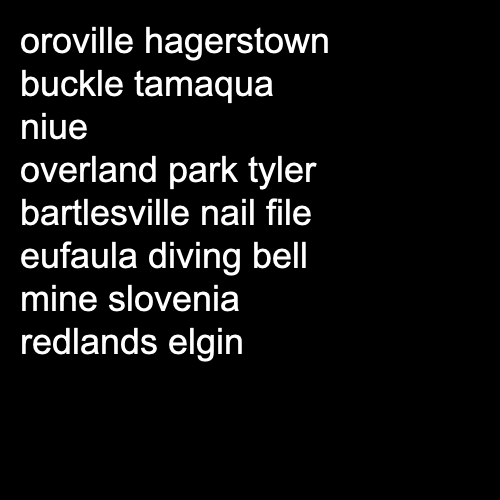 oroville hagerstown
buckle tamaqua
niue
overland park tyler
bartlesville nail file
eufaula diving bell
mine slovenia
redlands elgin